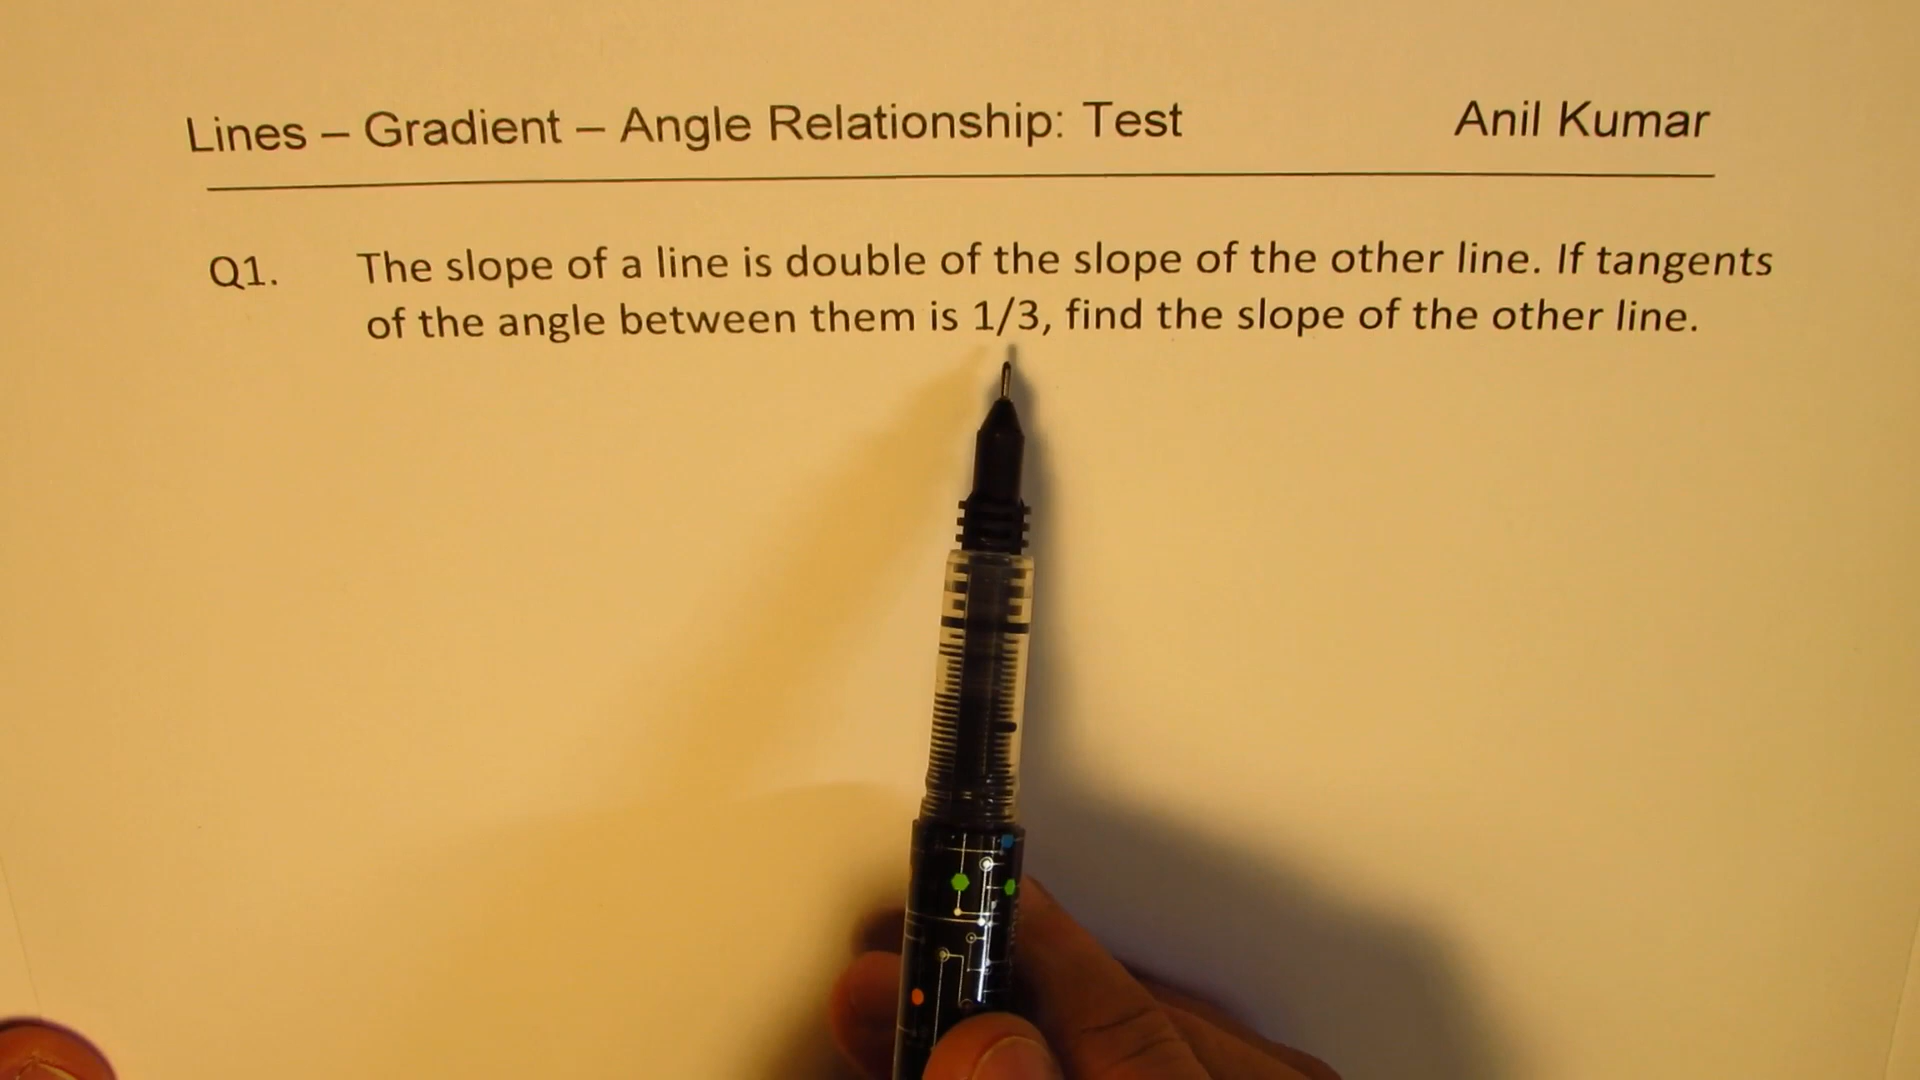 Lines – Gradient – Angle Relationship: Test Anil Kumar
Q1. The slope of a line is double of the slope of the other line. If tangents
of the angle between them is 1/3, find the slope of the other line.